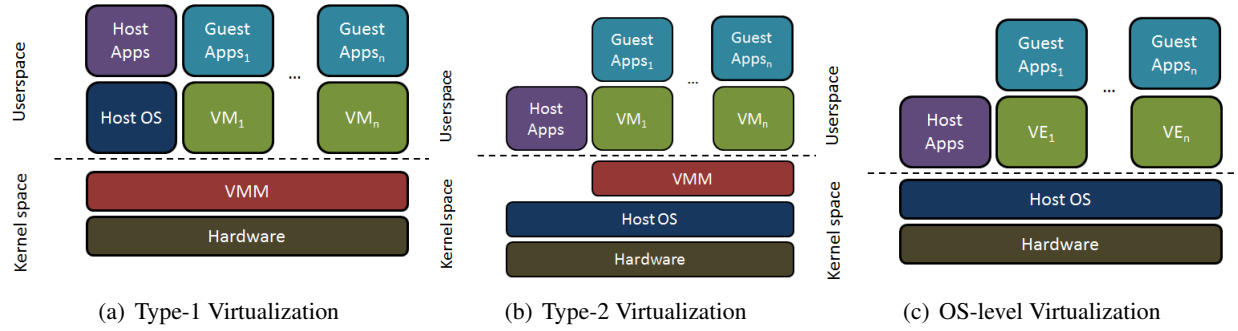 Userspace
Kernel space
Host Apps
Guest Apps₁
...
Guest Appsₙ
Host OS
VM₁
VMₙ
VMM
Hardware
(a) Type-1 Virtualization
Userspace
Kernel space
Guest Apps₁
...
Guest Appsₙ
Host Apps
VM₁
VMₙ
VMM
Host OS
Hardware
(b) Type-2 Virtualization
Userspace
Kernel space
Guest Apps₁
...
Guest Appsₙ
Host Apps
VE₁
VEₙ
Host OS
Hardware
(c) OS-level Virtualization